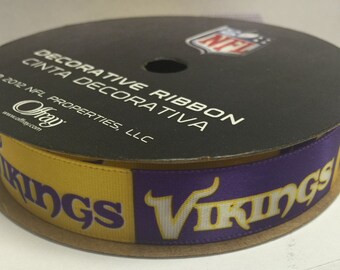 NFL
DECORATIVE RIBBON
CINTA DECORATIVA
2012 NFL PROPERTIES, LLC
Offray
www.offray.com
VIKINGS
VIKINGS